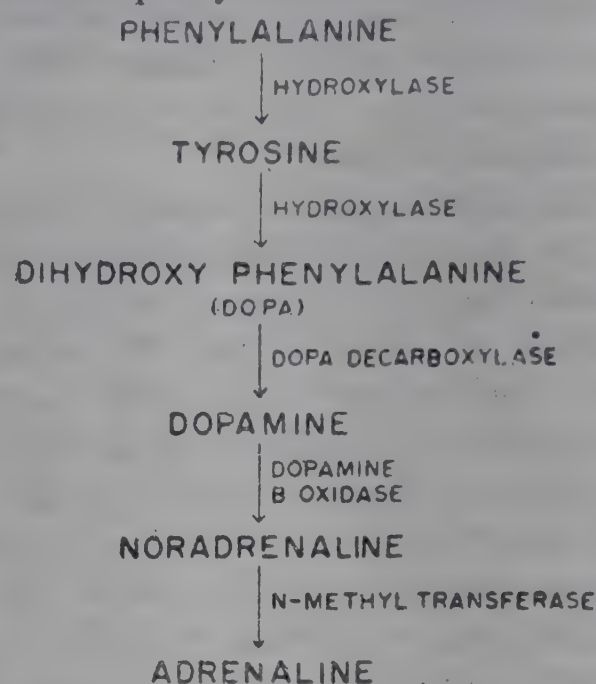 PHENYLALANINE
HYDROXYLASE
TYROSINE
HYDROXYLASE
DIHYDROXY PHENYLALANINE
(DOPA)
DOPA DECARBOXYLASE
DOPAMINE
DOPAMINE
B OXIDASE
NORADRENALINE
N-METHYL TRANSFERASE
ADRENALINE